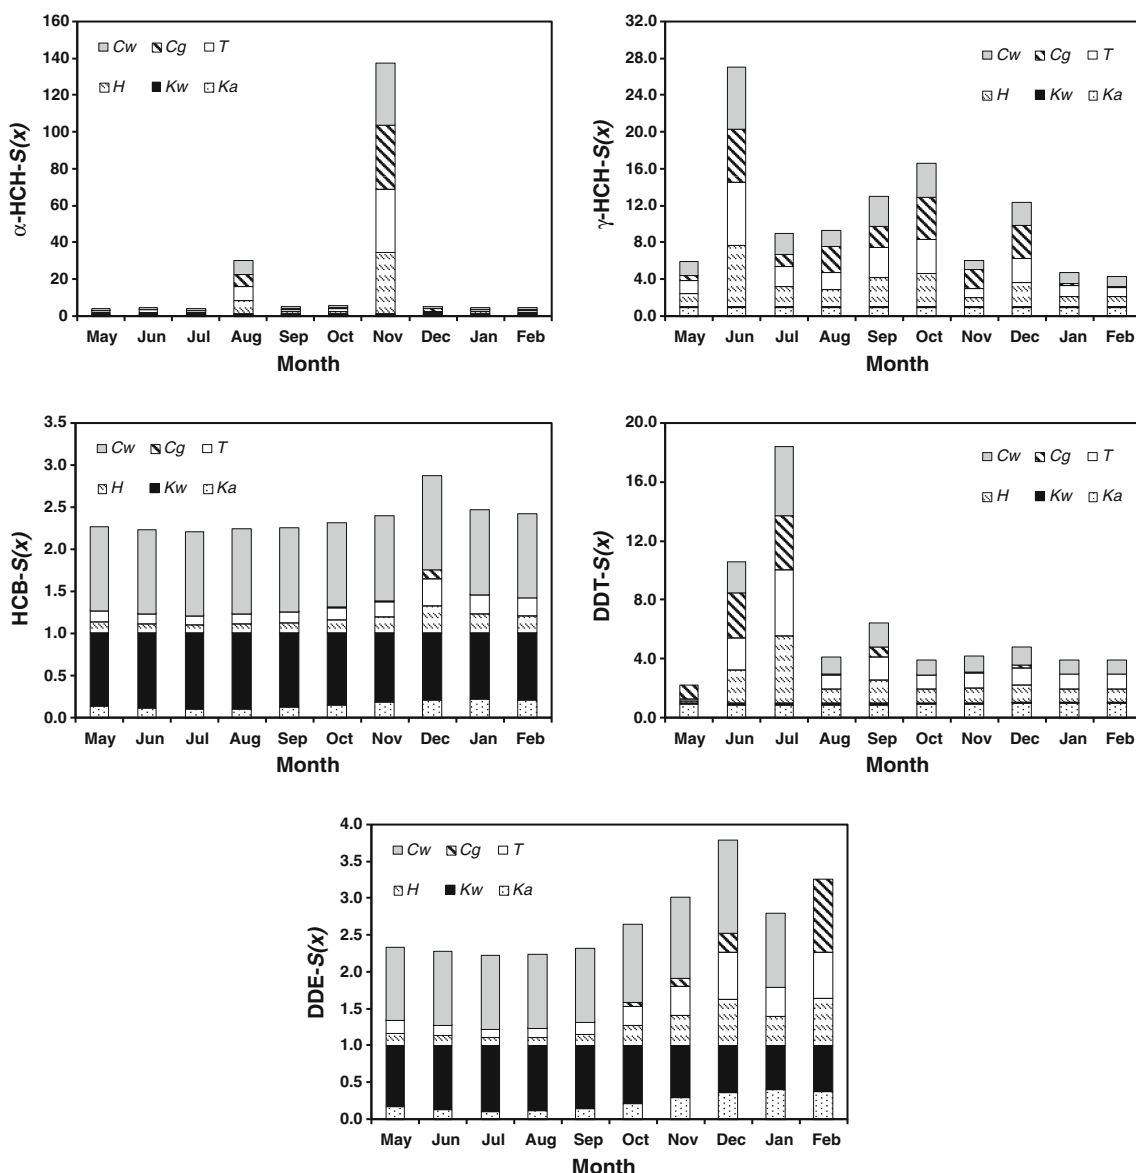 α-HCH-S(x)
160
140
120
100
80
60
40
20
0
Cw Cg T
H Kw Ka
May Jun Jul Aug Sep Oct Nov Dec Jan Feb
Month
γ-HCH-S(x)
32.0
28.0
24.0
20.0
16.0
12.0
8.0
4.0
0.0
Cw Cg T
H Kw Ka
May Jun Jul Aug Sep Oct Nov Dec Jan Feb
Month
HCB-S(x)
3.5
3.0
2.5
2.0
1.5
1.0
0.5
0.0
Cw Cg T
H Kw Ka
May Jun Jul Aug Sep Oct Nov Dec Jan Feb
Month
DDT-S(x)
20.0
16.0
12.0
8.0
4.0
0.0
Cw Cg T
H Kw Ka
May Jun Jul Aug Sep Oct Nov Dec Jan Feb
Month
DDE-S(x)
4.0
3.5
3.0
2.5
2.0
1.5
1.0
0.5
0.0
Cw Cg T
H Kw Ka
May Jun Jul Aug Sep Oct Nov Dec Jan Feb
Month